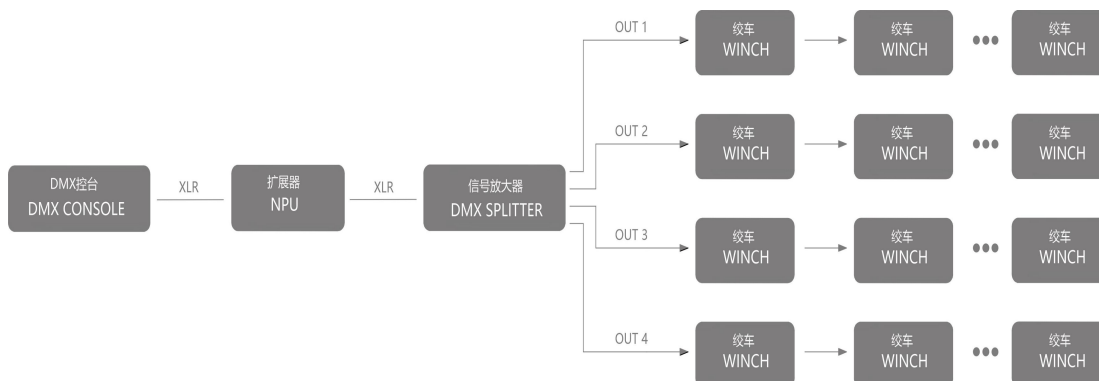 DMX控台
DMX CONSOLE
XLR
扩展器
NPU
XLR
信号放大器
DMX SPLITTER
OUT 1
绞车
WINCH
绞车
WINCH
绞车
WINCH
OUT 2
绞车
WINCH
绞车
WINCH
绞车
WINCH
OUT 3
绞车
WINCH
绞车
WINCH
绞车
WINCH
OUT 4
绞车
WINCH
绞车
WINCH
绞车
WINCH